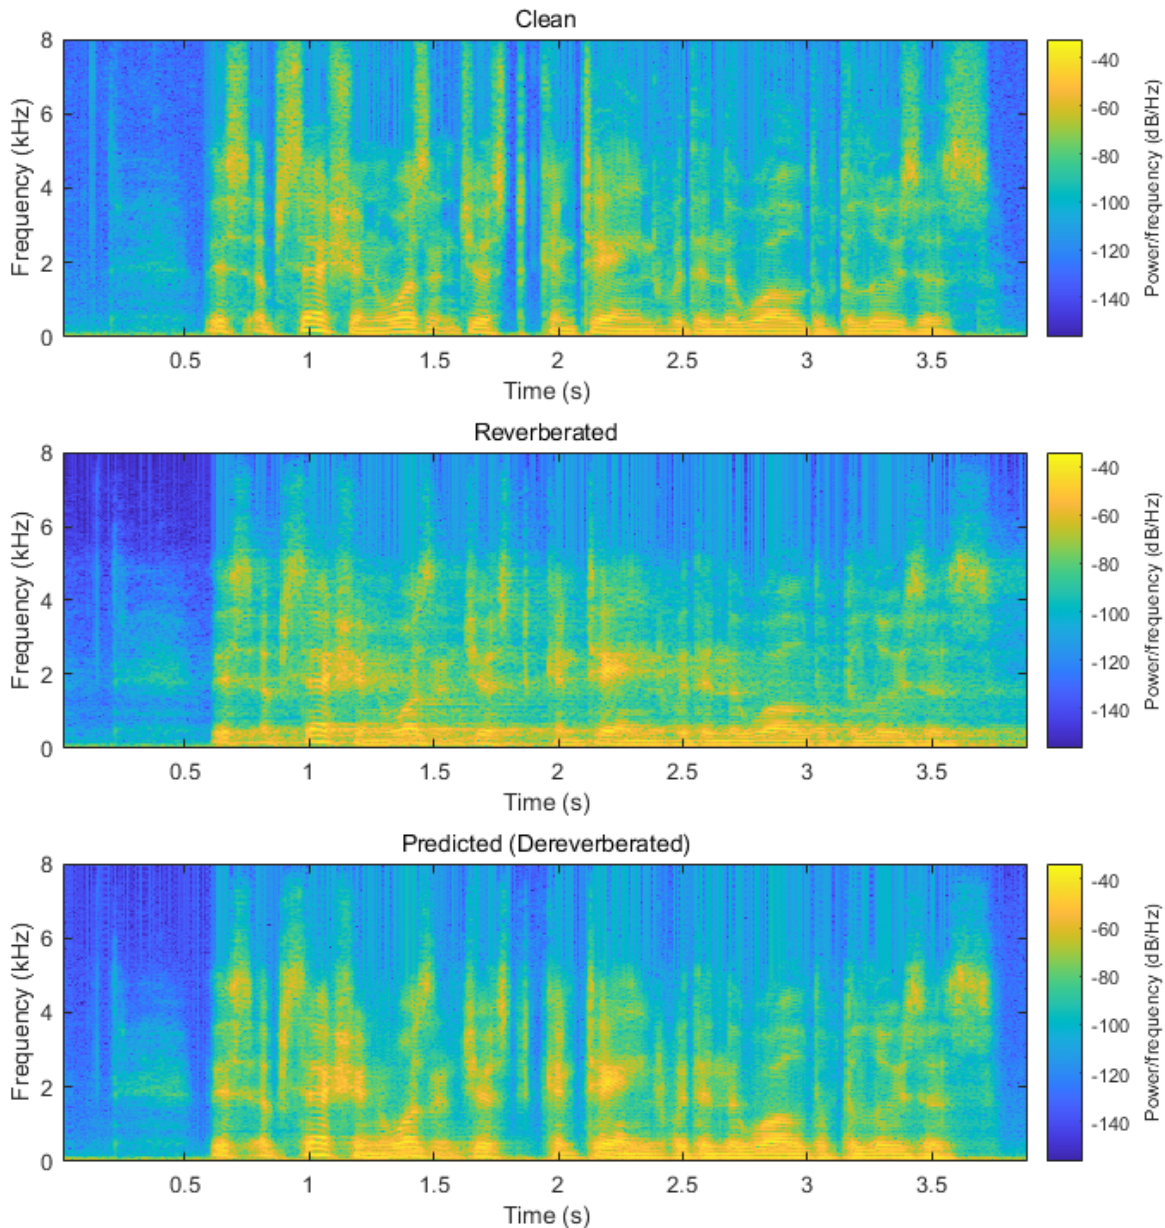 Clean
8
6
4
2
0
Frequency (kHz)
0.5 1 1.5 2 2.5 3 3.5
Time (s)
-40
-60
-80
-100
-120
-140
Power/frequency (dB/Hz)
Reverberated
8
6
4
2
0
Frequency (kHz)
0.5 1 1.5 2 2.5 3 3.5
Time (s)
-40
-60
-80
-100
-120
-140
Power/frequency (dB/Hz)
Predicted (Dereverberated)
8
6
4
2
0
Frequency (kHz)
0.5 1 1.5 2 2.5 3 3.5
Time (s)
-40
-60
-80
-100
-120
-140
Power/frequency (dB/Hz)